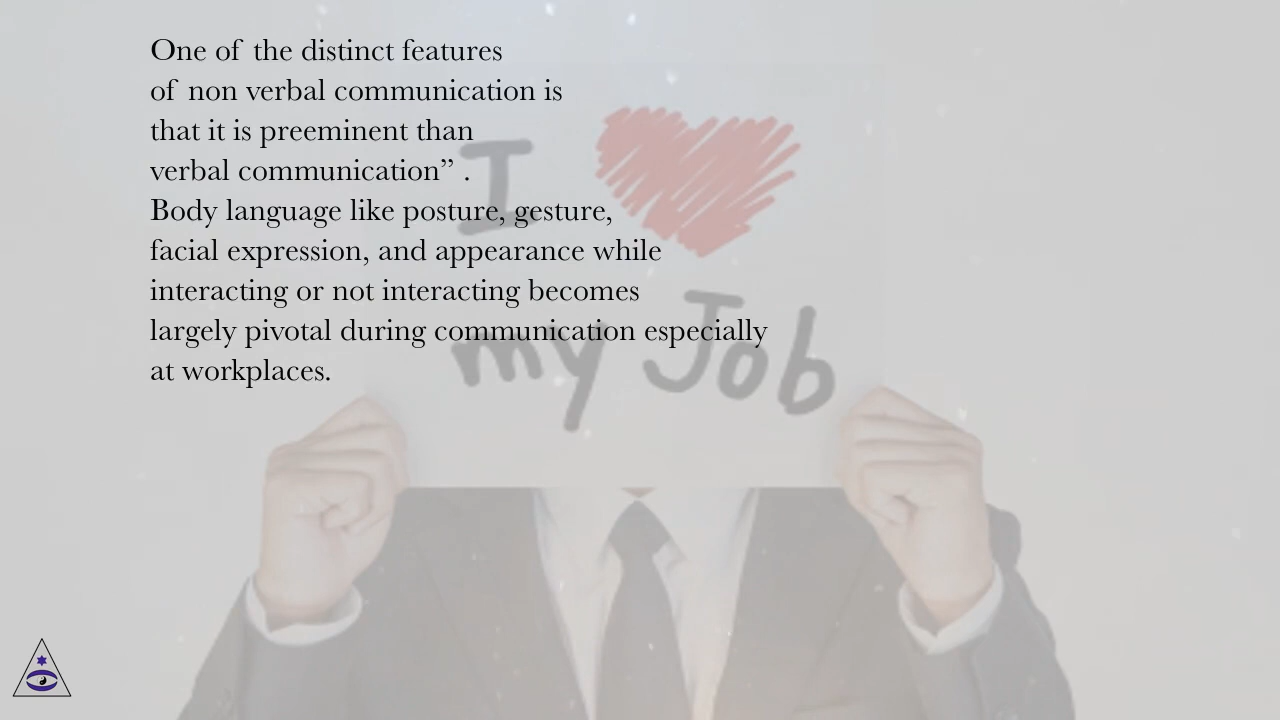 One of the distinct features
of non verbal communication is
that it is preeminent than
verbal communication” .
Body language like posture, gesture,
facial expression, and appearance while
interacting or not interacting becomes
largely pivotal during communication especially
at workplaces.
I
my Job